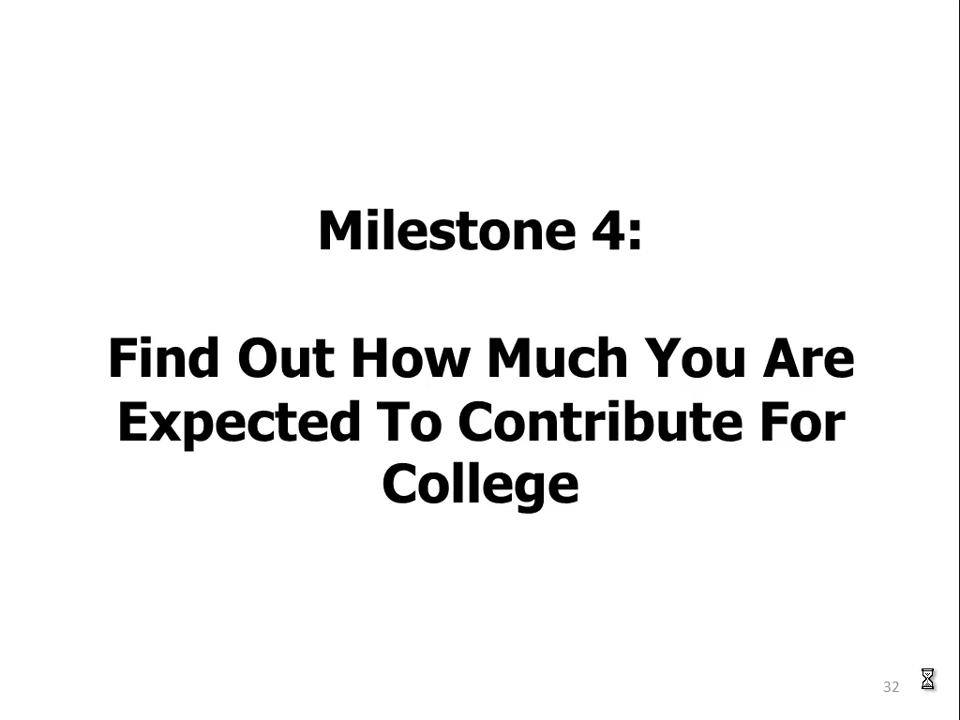 Milestone 4:
Find Out How Much You Are
Expected To Contribute For
College
32